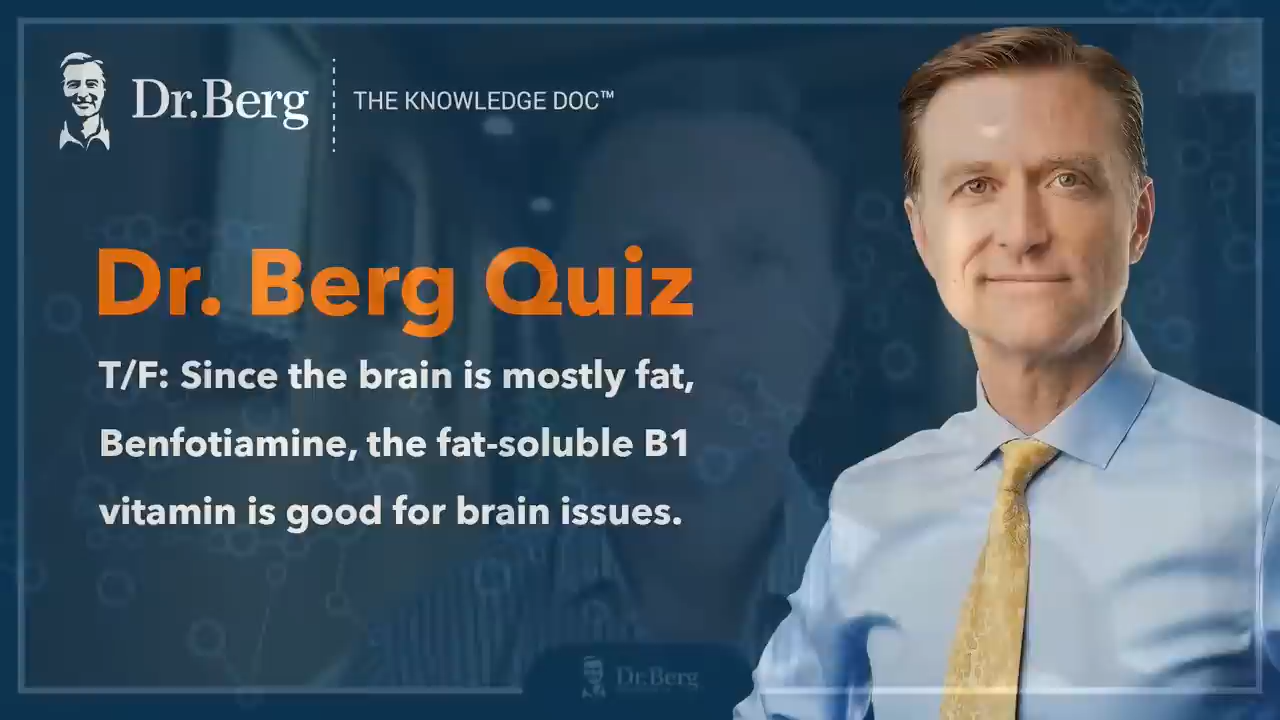 Dr.Berg
THE KNOWLEDGE DOC™
Dr. Berg Quiz
T/F: Since the brain is mostly fat,
Benfotiamine, the fat-soluble B1
vitamin is good for brain issues.
Dr.Berg